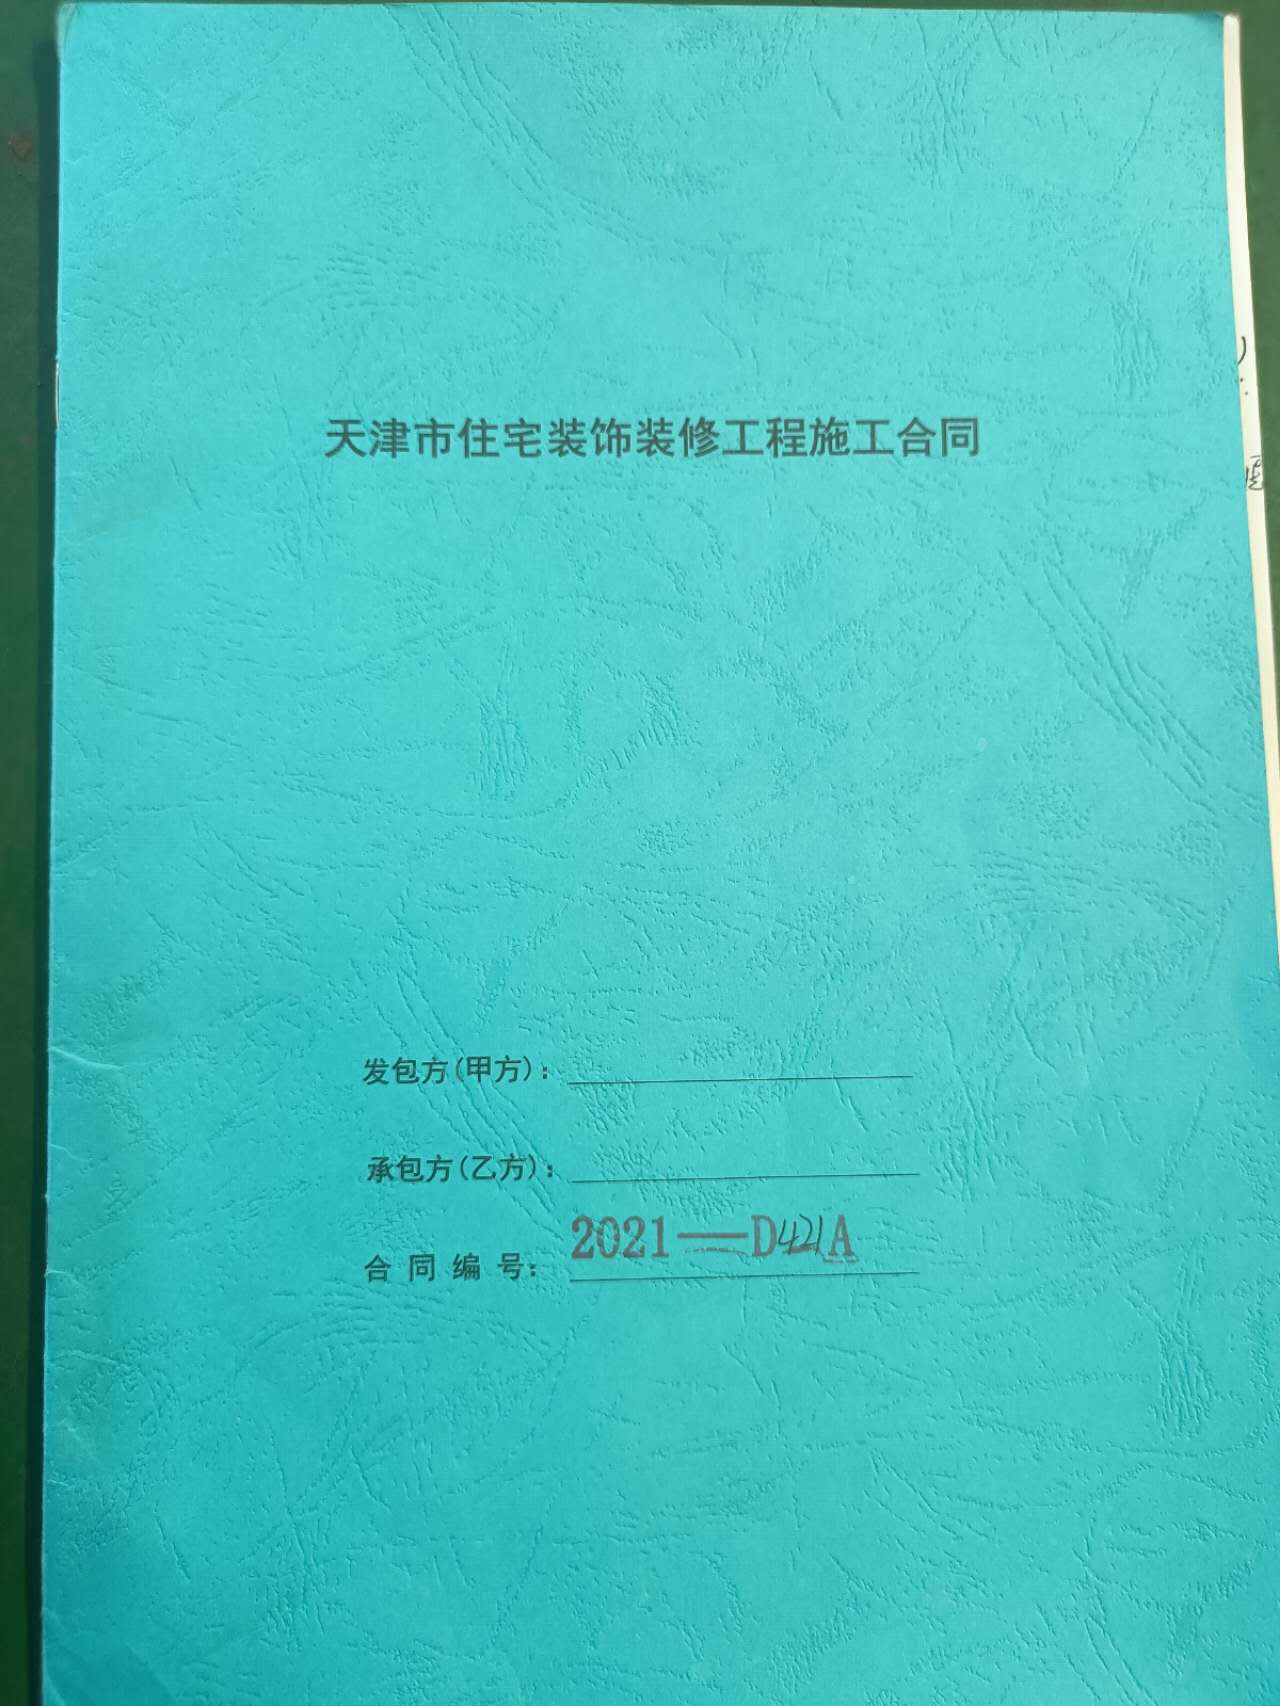 天津市住宅装饰装修工程施工合同
发包方(甲方):
承包方(乙方):
合同编号: 2021—D421A